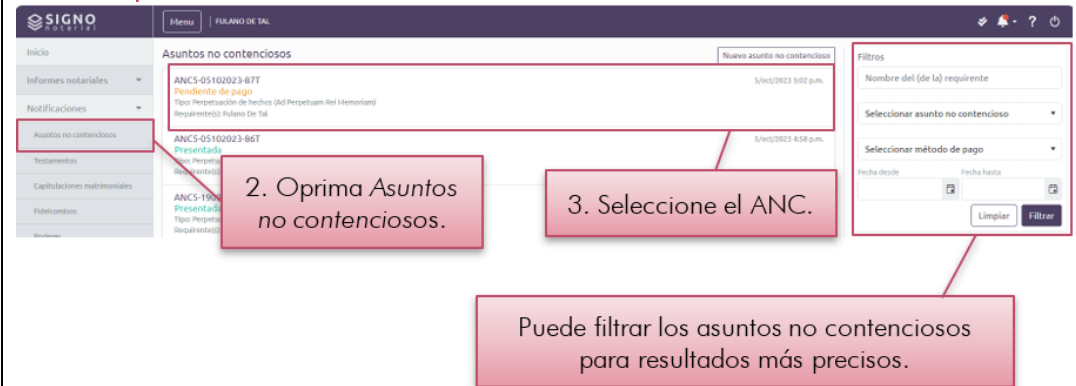 SIGNO
notarial
Menu
FULANO DE TAL
?
Inicio
Informes notariales
Notificaciones
Asuntos no contenciosos
Testamentos
Capitulaciones matrimoniales
Fideicomisos
Poderes
Asuntos no contenciosos
Nuevo asunto no contencioso
ANC5-05102023-87T
5/oct/2023 5:02 p.m.
Pendiente de pago
Tipo: Perpetuación de hechos (Ad Perpetuam Rei Memoriam)
Requirente(s): Fulano De Tal
ANC5-05102023-86T
5/oct/2023 4:58 p.m.
Presentada
Tipo:
ANC5-190
Presentada
Filtros
Nombre del (de la) requirente
Seleccionar asunto no contencioso
Seleccionar método de pago
Fecha desde
Fecha hasta
Limpiar
Filtrar
2. Oprima Asuntos
no contenciosos.
3. Seleccione el ANC.
Puede filtrar los asuntos no contenciosos
para resultados más precisos.